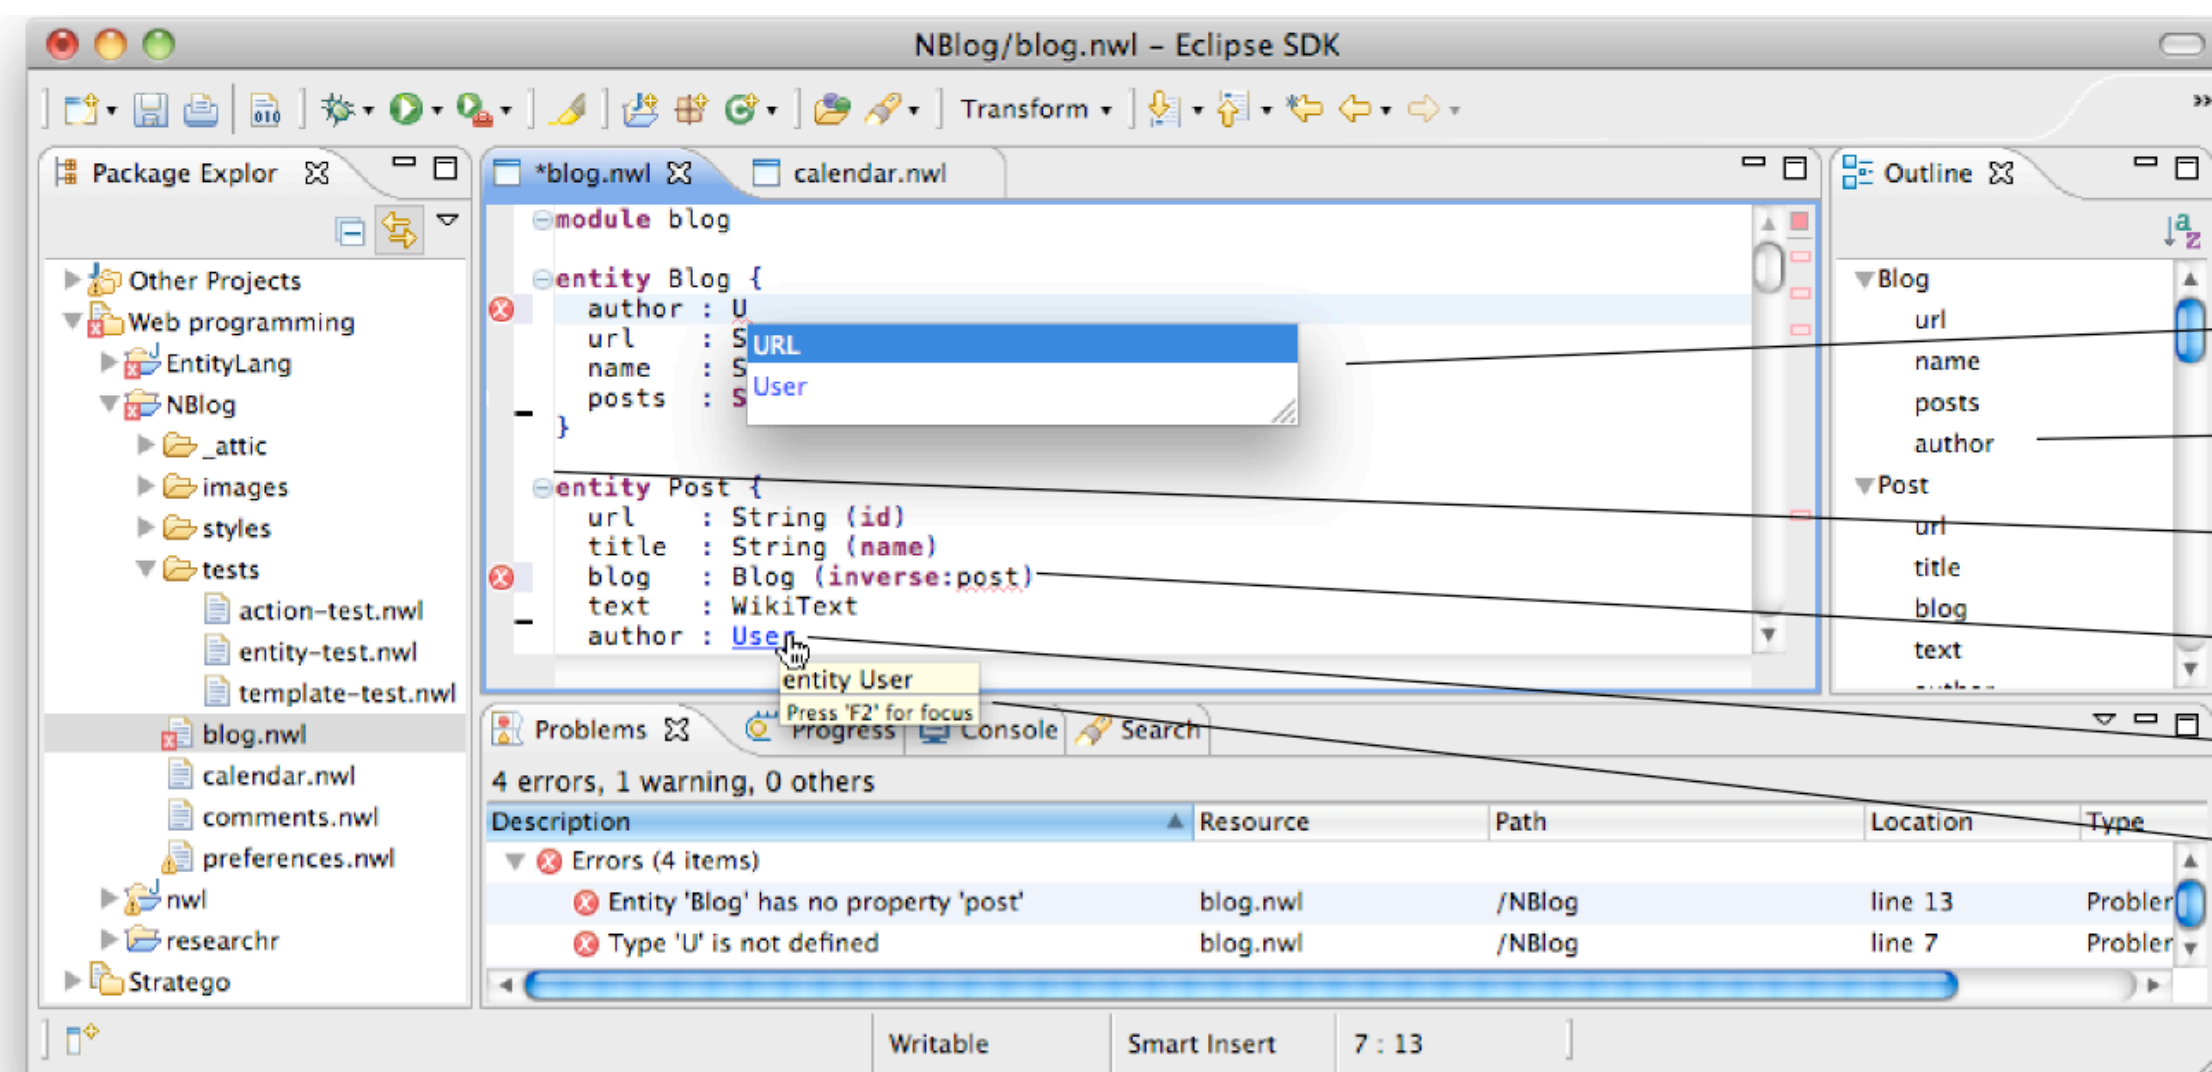 NBlog/blog.nwl – Eclipse SDK
010
Transform
»
Package Explor
Other Projects
Web programming
EntityLang
NBlog
_attic
images
styles
tests
action-test.nwl
entity-test.nwl
template-test.nwl
blog.nwl
calendar.nwl
comments.nwl
preferences.nwl
nwl
researchr
Stratego
*blog.nwl
calendar.nwl
module blog
entity Blog {
author : U
url : S
name : S
posts : S
}
URL
User
entity Post {
url : String (id)
title : String (name)
blog : Blog (inverse:post)
text : WikiText
author : User
entity User
Press 'F2' for focus
Outline
a
z
Blog
url
name
posts
author
Post
url
title
blog
text
author
Problems
Progress
Console
Search
4 errors, 1 warning, 0 others
Description Resource Path Location Type
Errors (4 items)
Entity 'Blog' has no property 'post' blog.nwl /NBlog line 13 Probler
Type 'U' is not defined blog.nwl /NBlog line 7 Probler
Writable Smart Insert 7 : 13